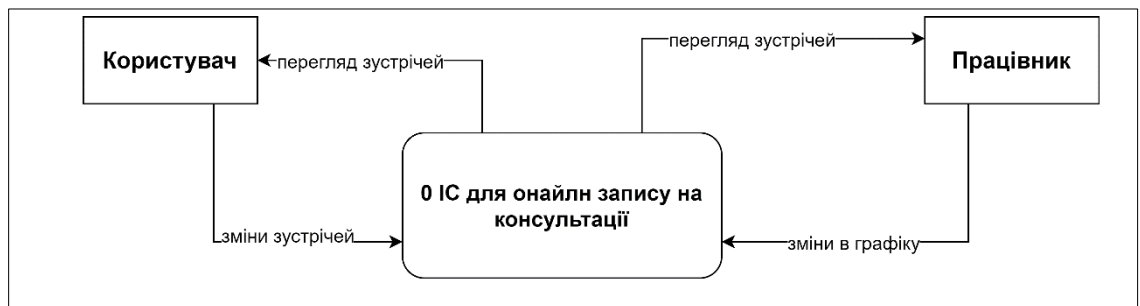 Користувач
перегляд зустрічей
перегляд зустрічей
Працівник
0 ІС для онайлн запису на
консультації
зміни зустрічей
зміни в графіку